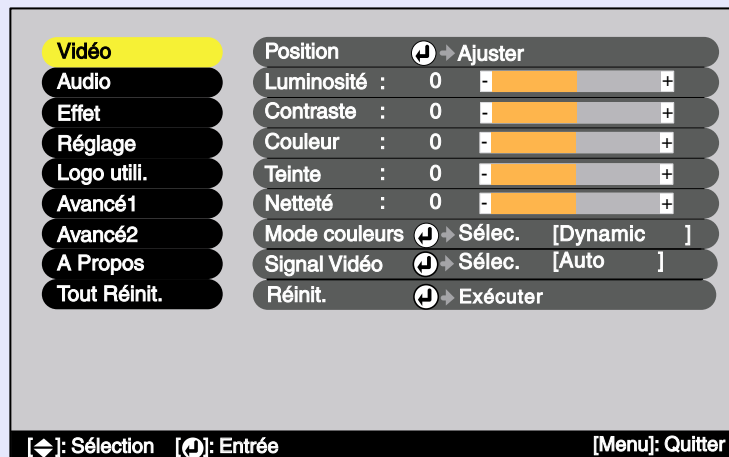 Vidéo
Audio
Effet
Réglage
Logo utili.
Avancé1
Avancé2
A Propos
Tout Réinit.
Position Ajuster
Luminosité : 0 - +
Contraste : 0 - +
Couleur : 0 - +
Teinte : 0 - +
Netteté : 0 - +
Mode couleurs Sélec. [Dynamic ]
Signal Vidéo Sélec. [Auto ]
Réinit. Exécuter
[ ]: Sélection [ ]: Entrée [Menu]: Quitter